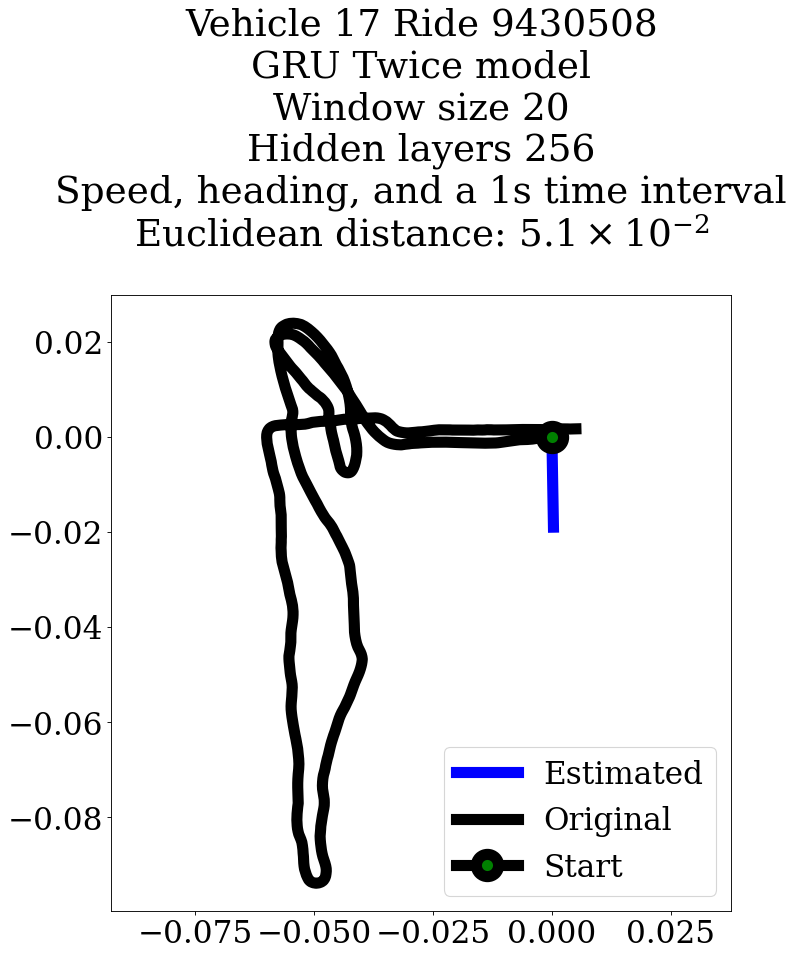 Vehicle 17 Ride 9430508
GRU Twice model
Window size 20
Hidden layers 256
Speed, heading, and a 1s time interval
Euclidean distance: 5.1 × 10⁻²
0.02
0.00
−0.02
−0.04
−0.06
−0.08
Estimated
Original
Start
−0.075 −0.050 −0.025 0.000 0.025